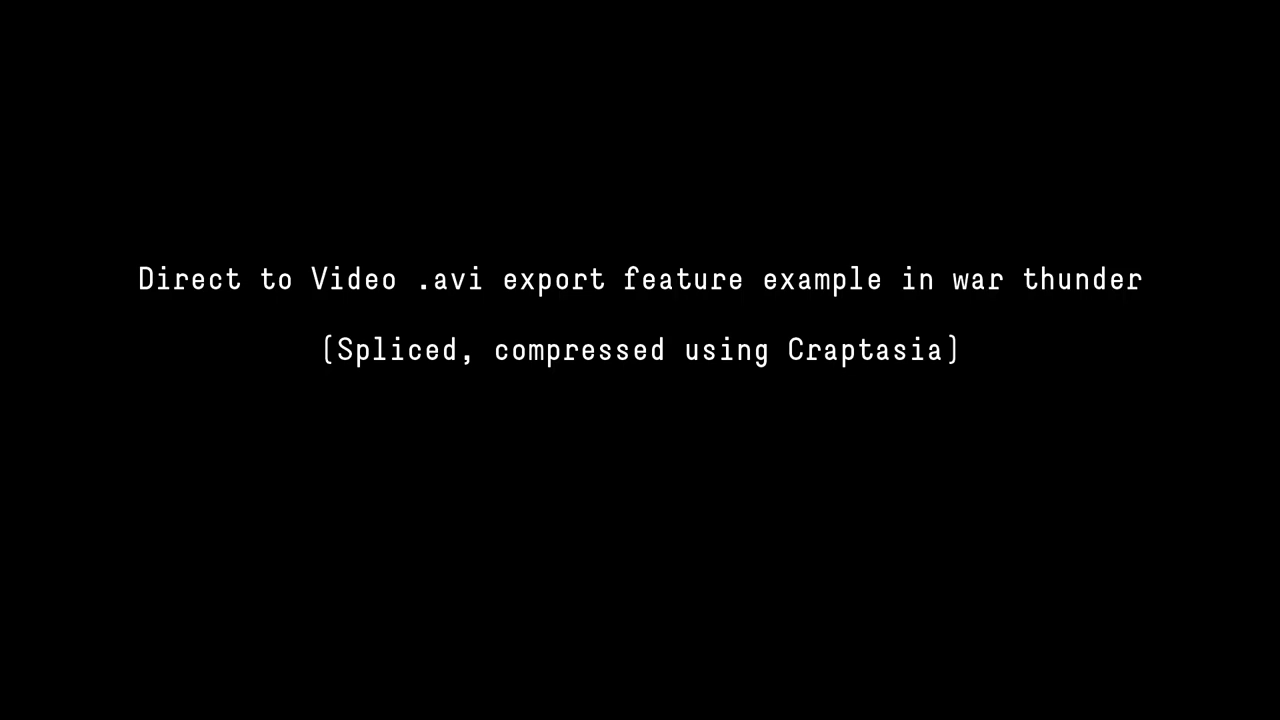 Direct to Video .avi export feature example in war thunder
(Spliced, compressed using Craptasia)